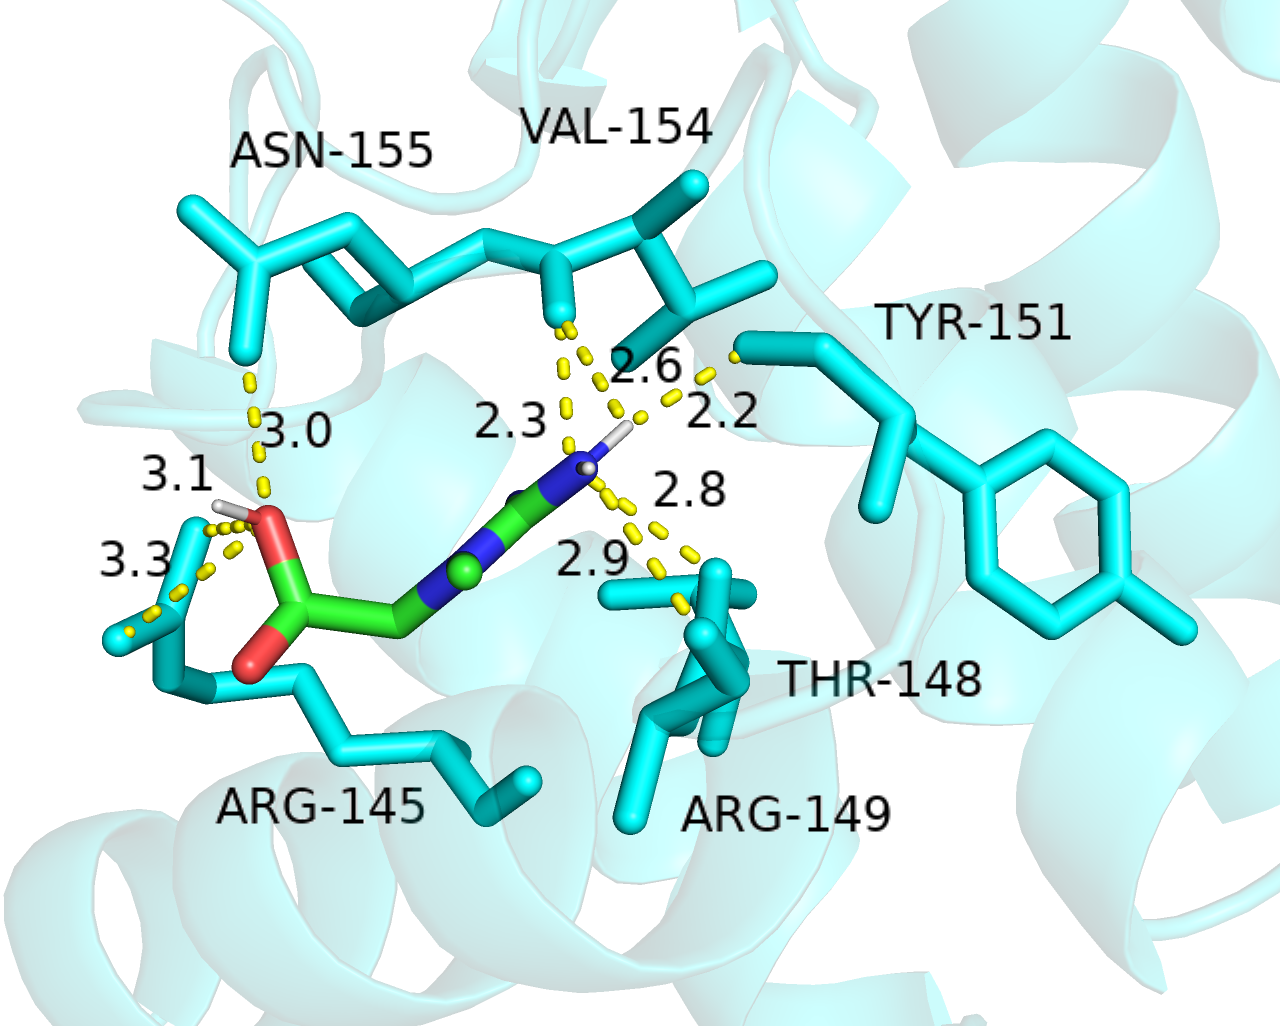 VAL-154
ASN-155
TYR-151
2.6
2.2
2.3
3.0
3.1
2.8
3.3
2.9
THR-148
ARG-145
ARG-149